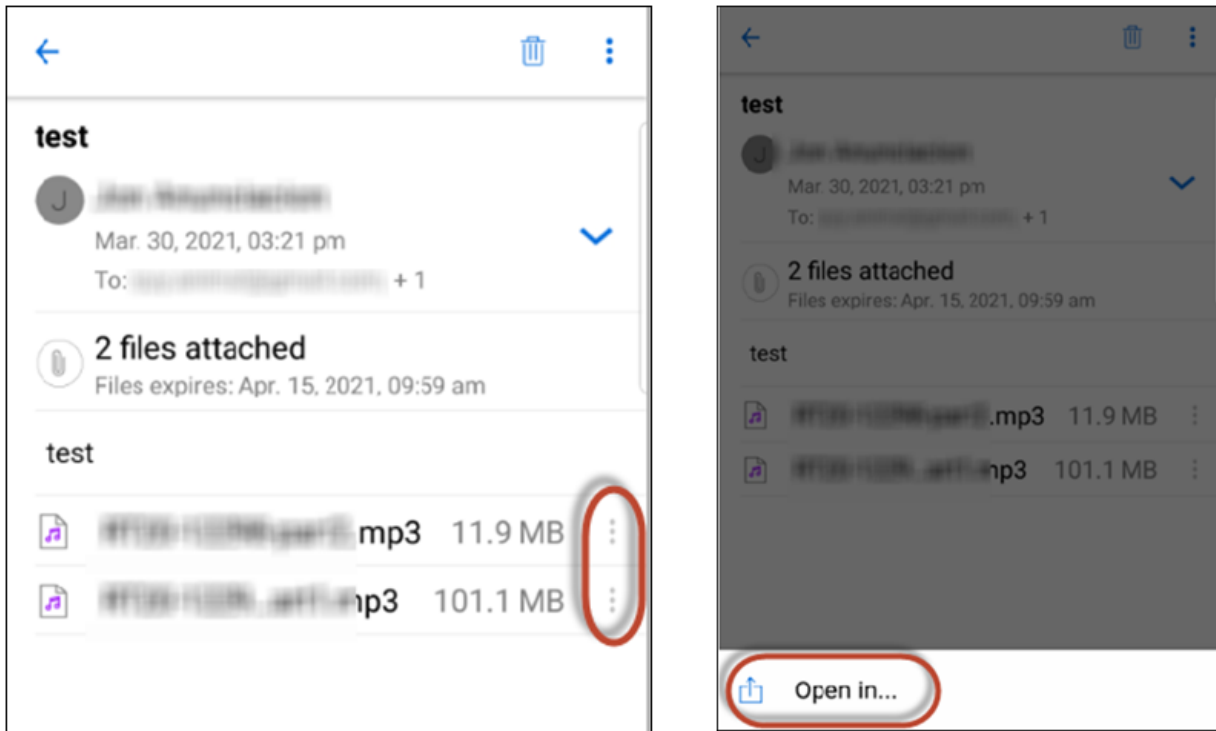 test
J
Mar. 30, 2021, 03:21 pm
To: + 1
2 files attached
Files expires: Apr. 15, 2021, 09:59 am
test
.mp3 11.9 MB
mp3 101.1 MB
test
J
Mar. 30, 2021, 03:21 pm
To: + 1
2 files attached
Files expires: Apr. 15, 2021, 09:59 am
test
.mp3 11.9 MB
mp3 101.1 MB
Open in...